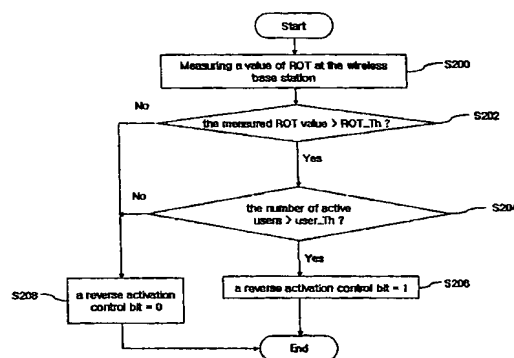 Start
Measuring a value of ROT at the wireless
base station
S200
the measured ROT value > ROT_Th ?
S202
No
Yes
the number of active
users > user_Th ?
S204
No
Yes
a reverse activation
control bit = 0
S208
a reverse activation control bit = 1
S206
End